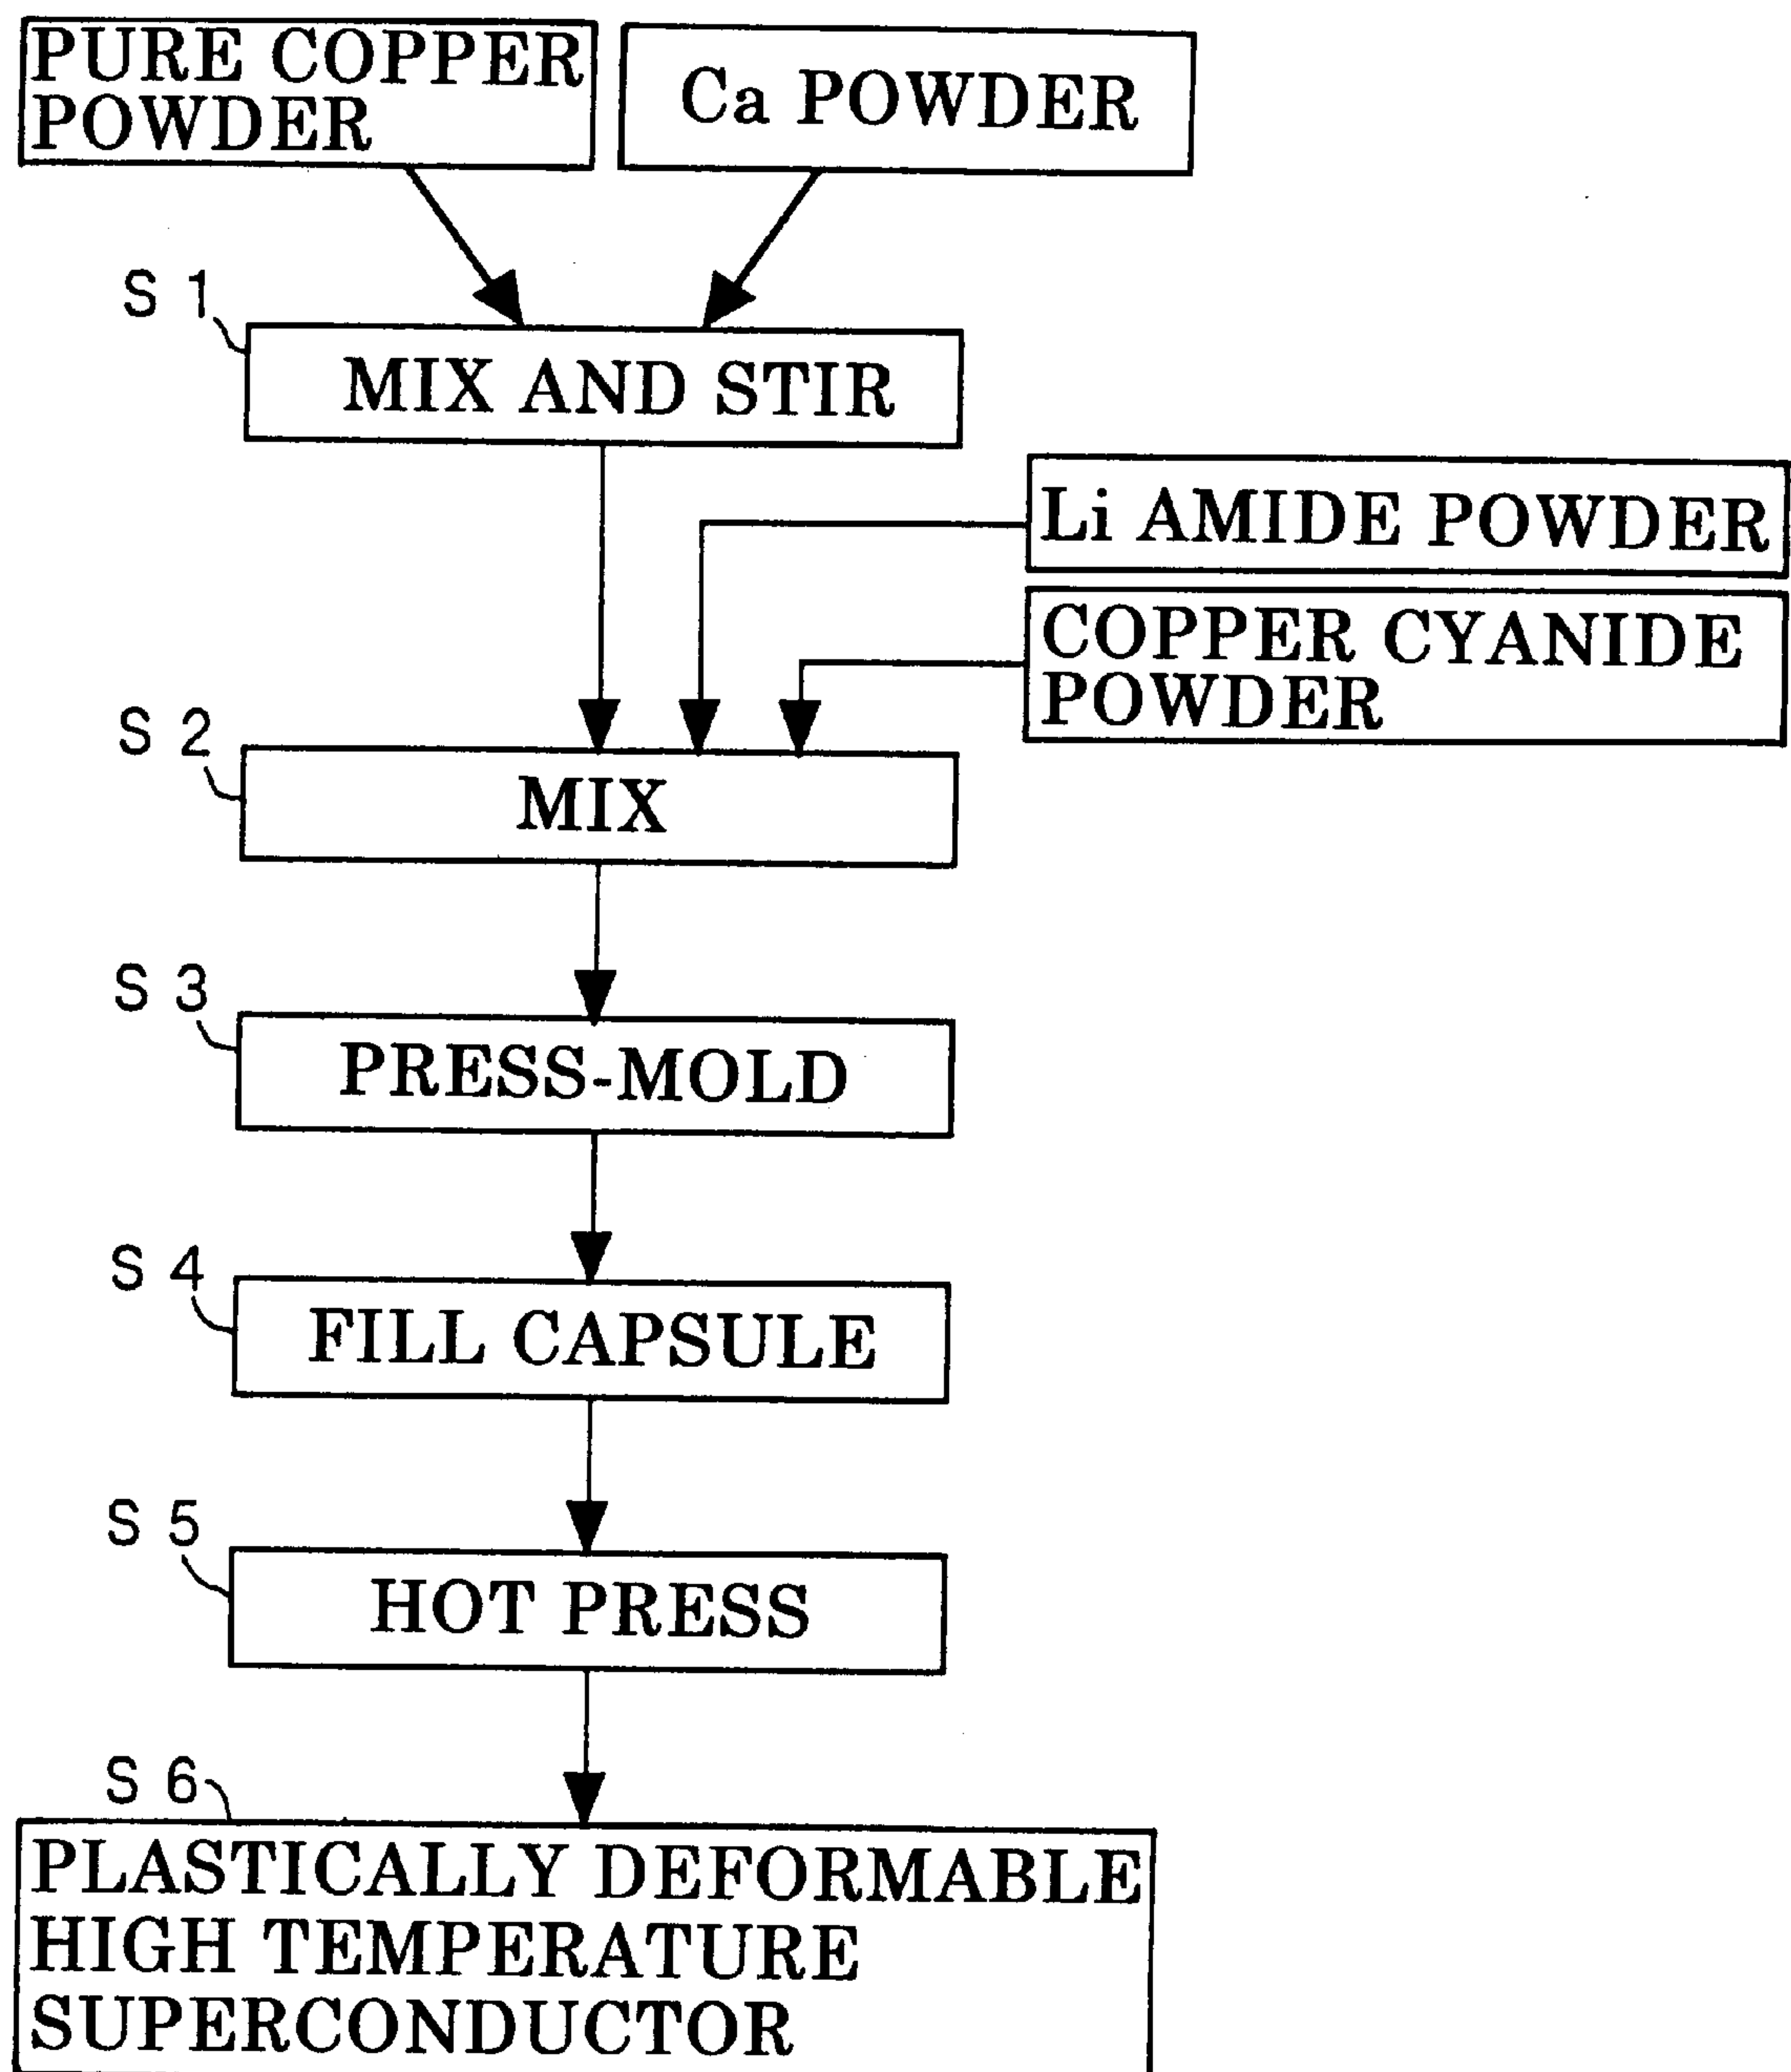 PURE COPPER
POWDER
Ca POWDER
S 1
MIX AND STIR
Li AMIDE POWDER
COPPER CYANIDE
POWDER
S 2
MIX
S 3
PRESS-MOLD
S 4
FILL CAPSULE
S 5
HOT PRESS
S 6
PLASTICALLY DEFORMABLE
HIGH TEMPERATURE
SUPERCONDUCTOR